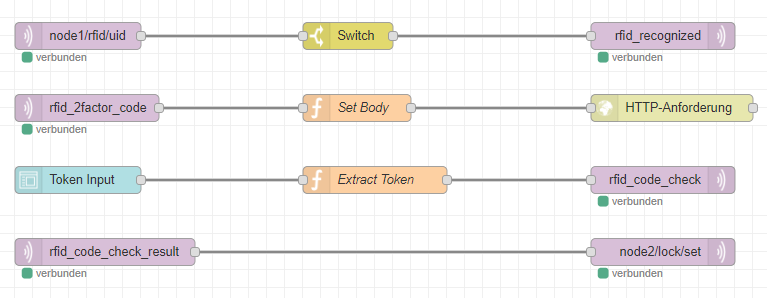 node1/rfid/uid
Switch
rfid_recognized
verbunden
verbunden
rfid_2factor_code
Set Body
HTTP-Anforderung
verbunden
Token Input
Extract Token
rfid_code_check
verbunden
rfid_code_check_result
node2/lock/set
verbunden
verbunden